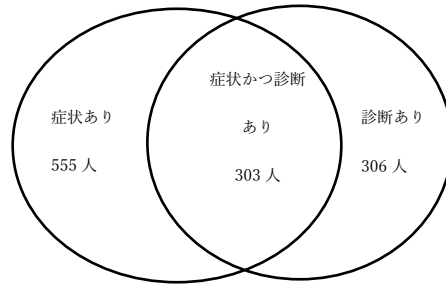 症状あり
555 人
症状かつ診断
あり
303 人
診断あり
306 人